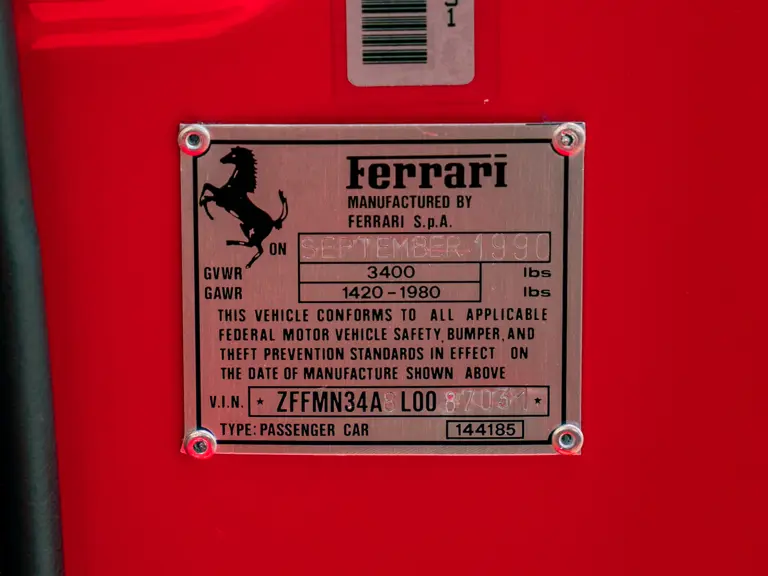 31
Ferrari
MANUFACTURED BY
FERRARI S.p.A.
ON SEPTEMBER-1990
GVWR 3400 lbs
GAWR 1420-1980 lbs
THIS VEHICLE CONFORMS TO ALL APPLICABLE
FEDERAL MOTOR VEHICLE SAFETY, BUMPER, AND
THEFT PREVENTION STANDARDS IN EFFECT ON
THE DATE OF MANUFACTURE SHOWN ABOVE
V.I.N. * ZFFMN34A8L0087031 *
TYPE: PASSENGER CAR 144185